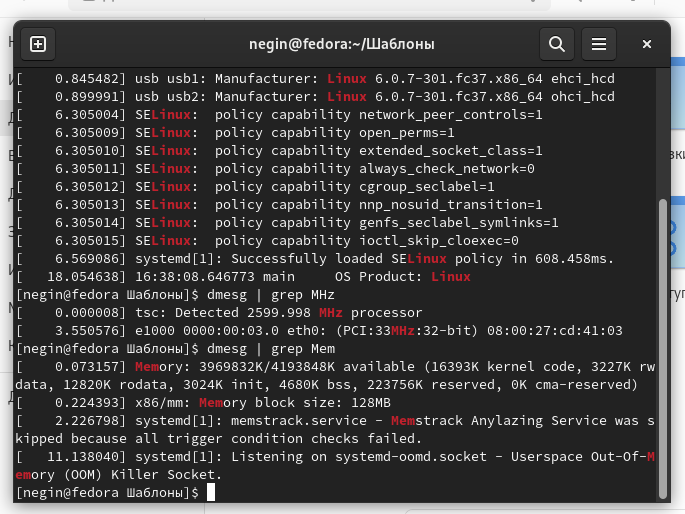 negin@fedora:~/Шаблоны
[    0.845482] usb usb1: Manufacturer: Linux 6.0.7-301.fc37.x86_64 ehci_hcd
[    0.899991] usb usb2: Manufacturer: Linux 6.0.7-301.fc37.x86_64 ohci_hcd
[    6.305004] SELinux:  policy capability network_peer_controls=1
[    6.305009] SELinux:  policy capability open_perms=1
[    6.305010] SELinux:  policy capability extended_socket_class=1
[    6.305011] SELinux:  policy capability always_check_network=0
[    6.305012] SELinux:  policy capability cgroup_seclabel=1
[    6.305013] SELinux:  policy capability nnp_nosuid_transition=1
[    6.305014] SELinux:  policy capability genfs_seclabel_symlinks=1
[    6.305015] SELinux:  policy capability ioctl_skip_cloexec=0
[    6.569086] systemd[1]: Successfully loaded SELinux policy in 608.458ms.
[   18.054638] 16:38:08.646773 main     OS Product: Linux
[negin@fedora Шаблоны]$ dmesg | grep MHz
[    0.000008] tsc: Detected 2599.998 MHz processor
[    3.550576] e1000 0000:00:03.0 eth0: (PCI:33MHz:32-bit) 08:00:27:cd:41:03
[negin@fedora Шаблоны]$ dmesg | grep Mem
[    0.073157] Memory: 3969832K/4193848K available (16393K kernel code, 3227K rw
data, 12820K rodata, 3024K init, 4680K bss, 223756K reserved, 0K cma-reserved)
[    0.224393] x86/mm: Memory block size: 128MB
[    2.226798] systemd[1]: memstrack.service - Memstrack Anylazing Service was s
kipped because all trigger condition checks failed.
[   11.138040] systemd[1]: Listening on systemd-oomd.socket - Userspace Out-Of-M
emory (OOM) Killer Socket.
[negin@fedora Шаблоны]$